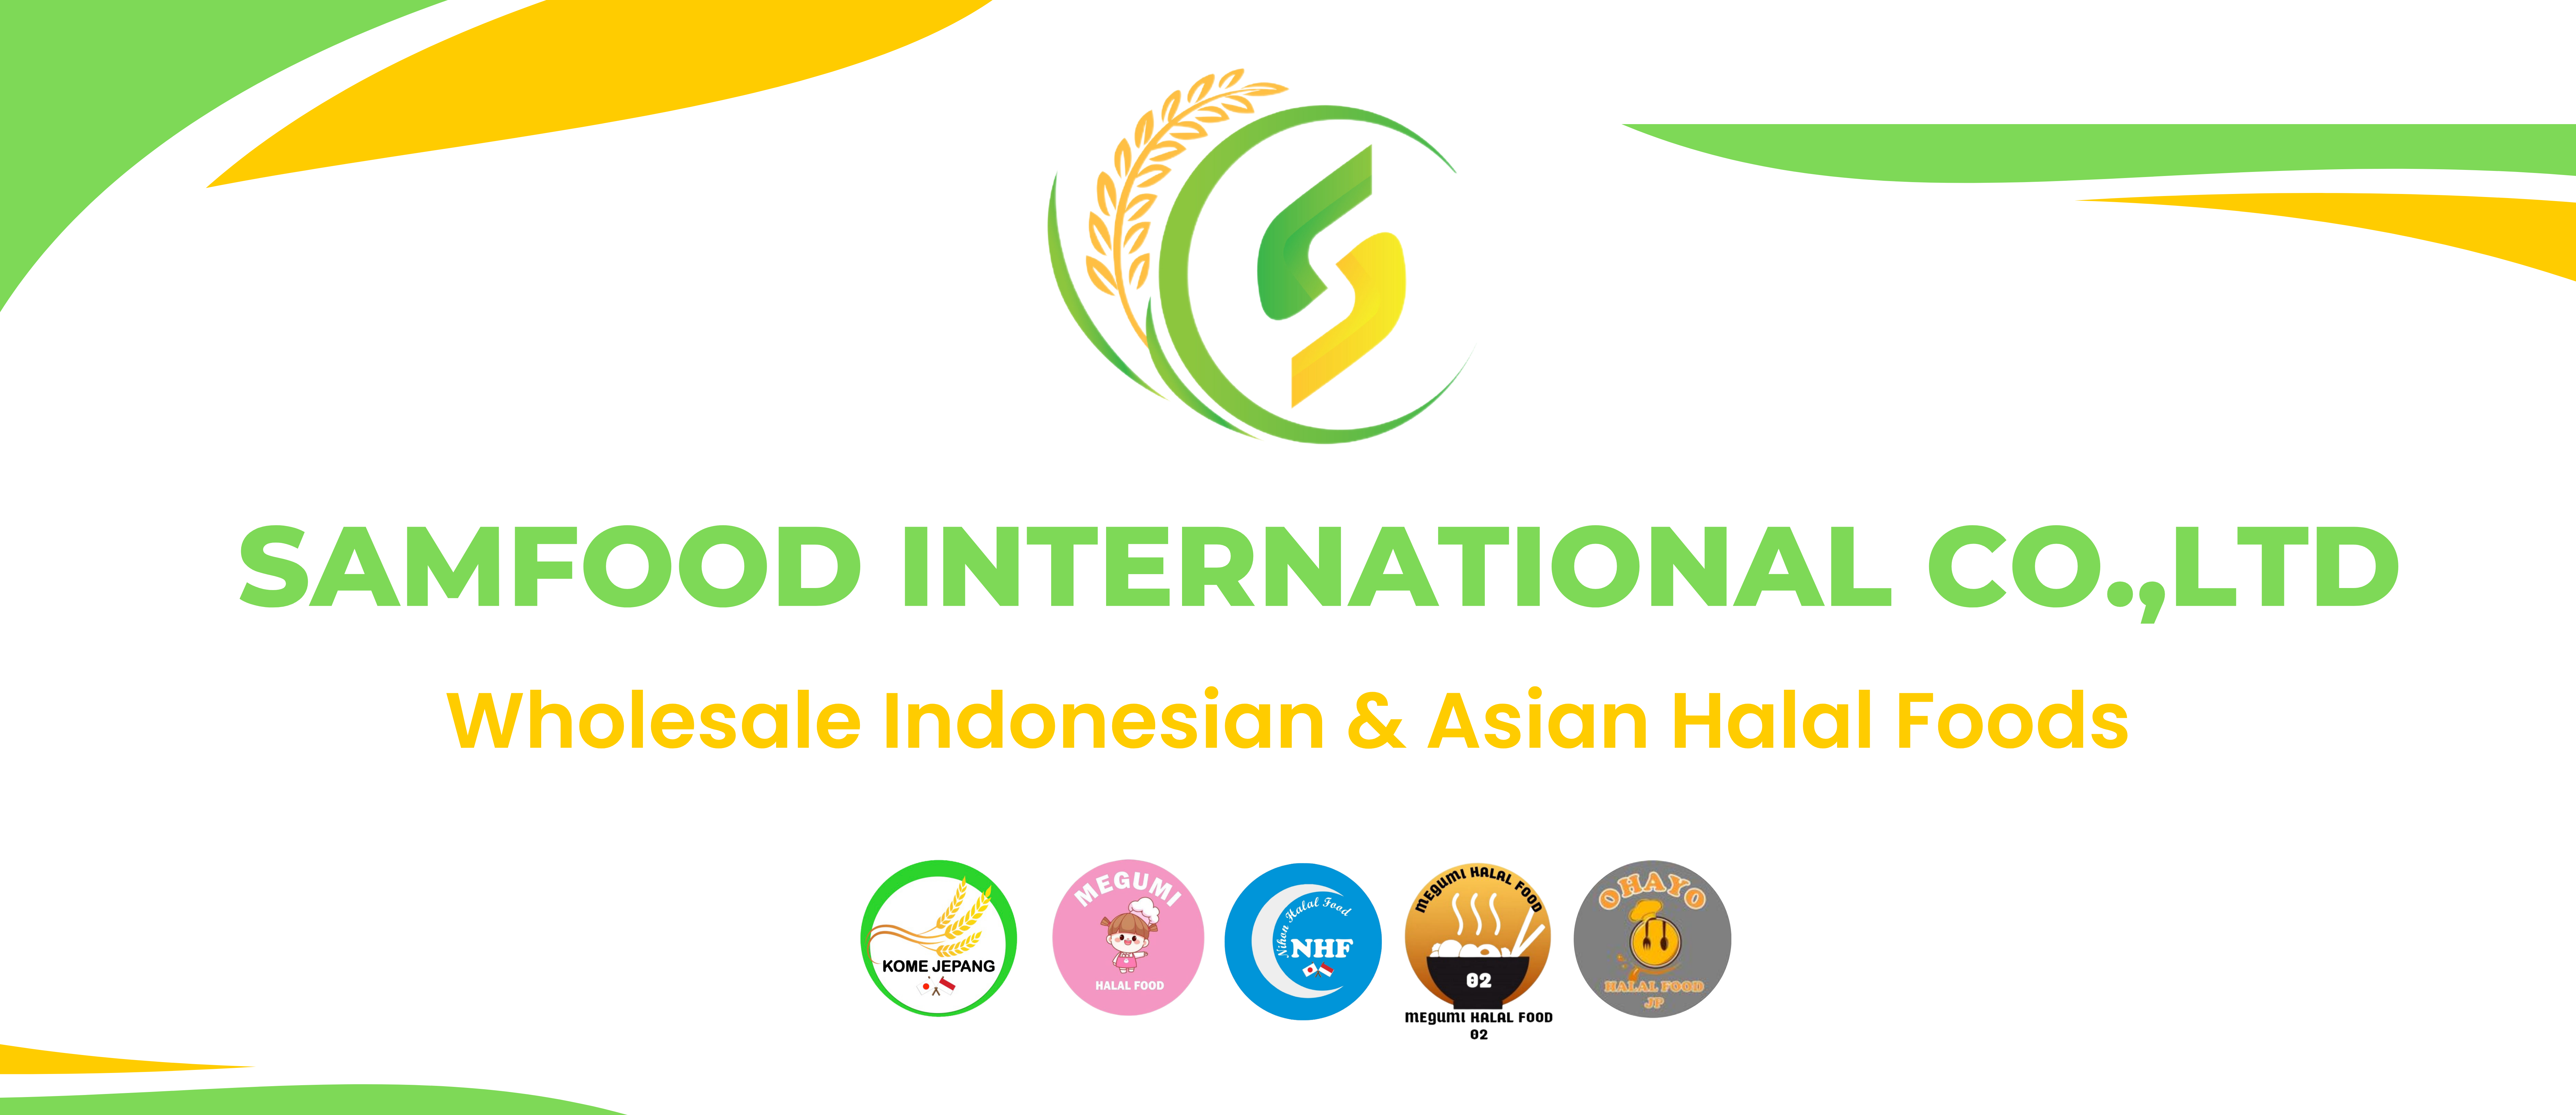 SAMFOOD INTERNATIONAL CO.,LTD
Wholesale Indonesian & Asian Halal Foods
KOME JEPANG
MEGUMI
HALAL FOOD
Nihon Halal Food
NHF
MEGUMI HALAL FOOD
02
MEGUMI HALAL FOOD
02
OHAYO
HALAL FOOD
JP